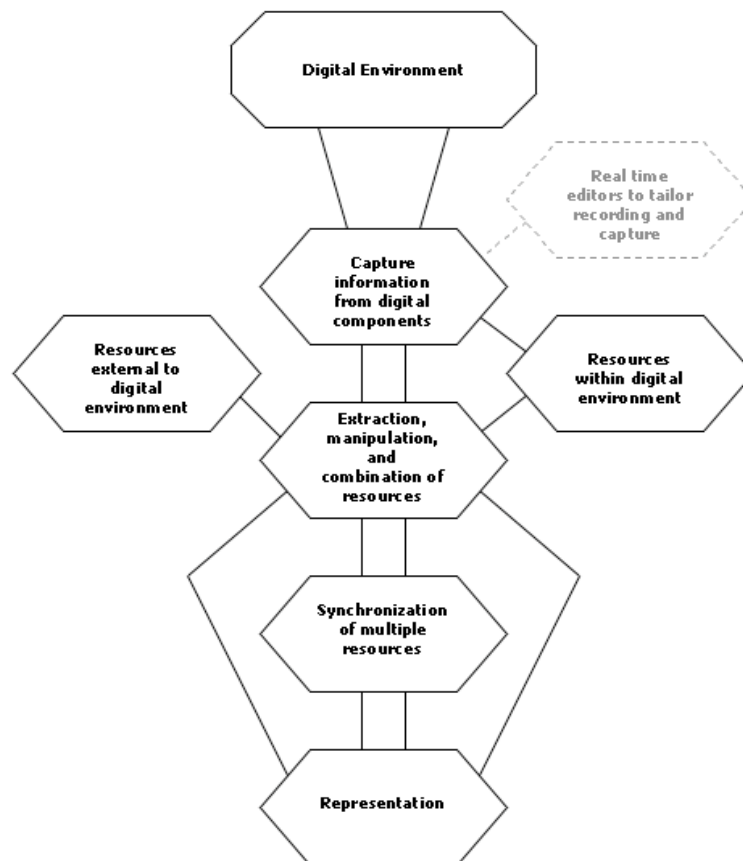 Digital Environment
Real time
editors to tailor
recording and
capture
Capture
information
from digital
components
Resources
external to
digital
environment
Resources
within digital
environment
Extraction,
manipulation,
and
combination of
resources
Synchronization
of multiple
resources
Representation